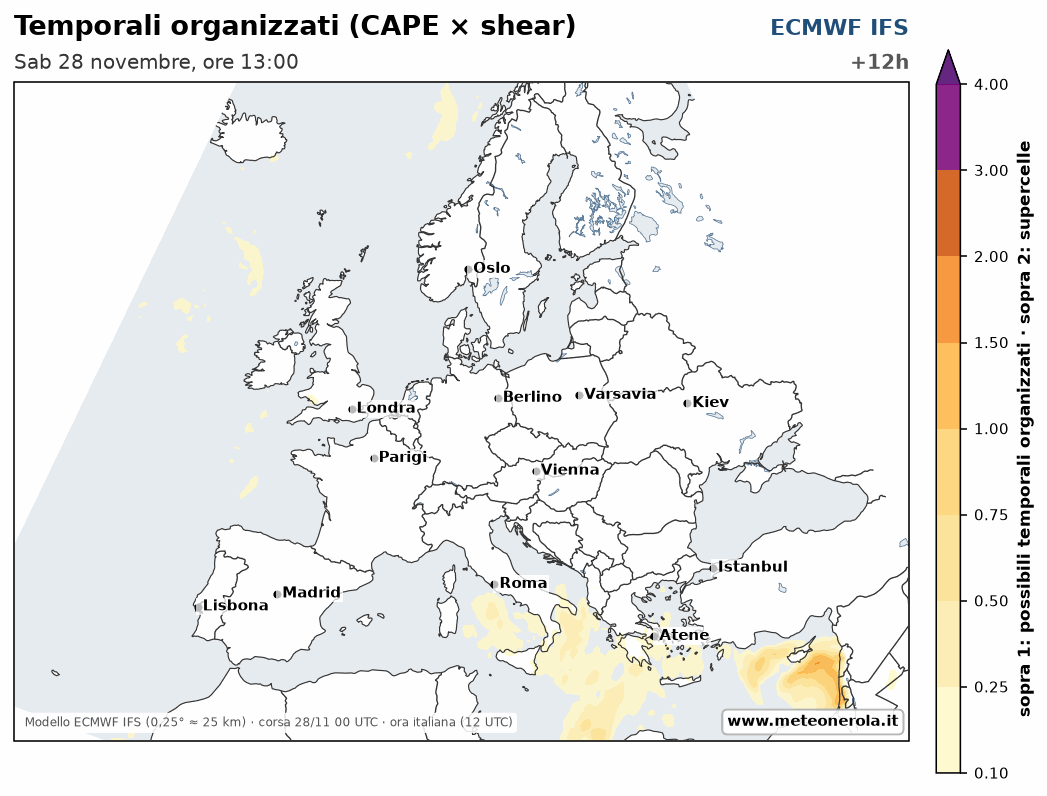 Temporali organizzati (CAPE × shear)
ECMWF IFS
Sab 28 novembre, ore 13:00
+12h
4.00
3.00
2.00
1.50
1.00
0.75
0.50
0.25
0.10
sopra 1: possibili temporali organizzati · sopra 2: supercelle
Oslo
Berlino
Varsavia
Kiev
Londra
Parigi
Vienna
Istanbul
Roma
Madrid
Lisbona
Atene
Modello ECMWF IFS (0,25° ≈ 25 km) · corsa 28/11 00 UTC · ora italiana (12 UTC)
www.meteonerola.it